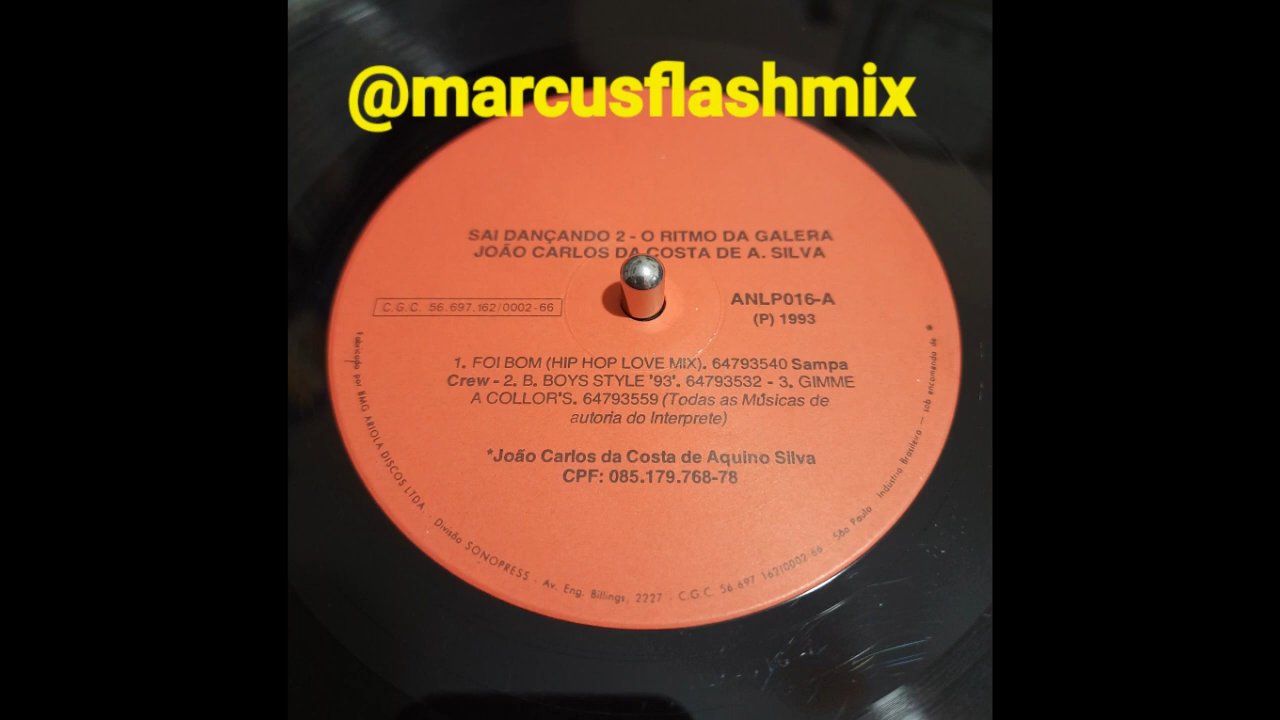 @marcusflashmix
SAI DANÇANDO 2 - O RITMO DA GALERA
JOÃO CARLOS DA COSTA DE A. SILVA
C.G.C. 56.697.162/0002-66
ANLP016-A
(P) 1993
1. FOI BOM (HIP HOP LOVE MIX). 64793540 Sampa
Crew - 2. B. BOYS STYLE '93'. 64793532 - 3. GIMME
A COLLOR'S. 64793559 (Todas as Músicas de
autoria do Interprete)
*João Carlos da Costa de Aquino Silva
CPF: 085.179.768-78
Fabricado por BMG ARIOLA DISCOS LTDA. - Divisão SONOPRESS - Av. Eng. Billings, 2227 - C.G.C. 56.697 162/0002-66 - São Paulo - Indústria Brasileira — sob encomenda de *